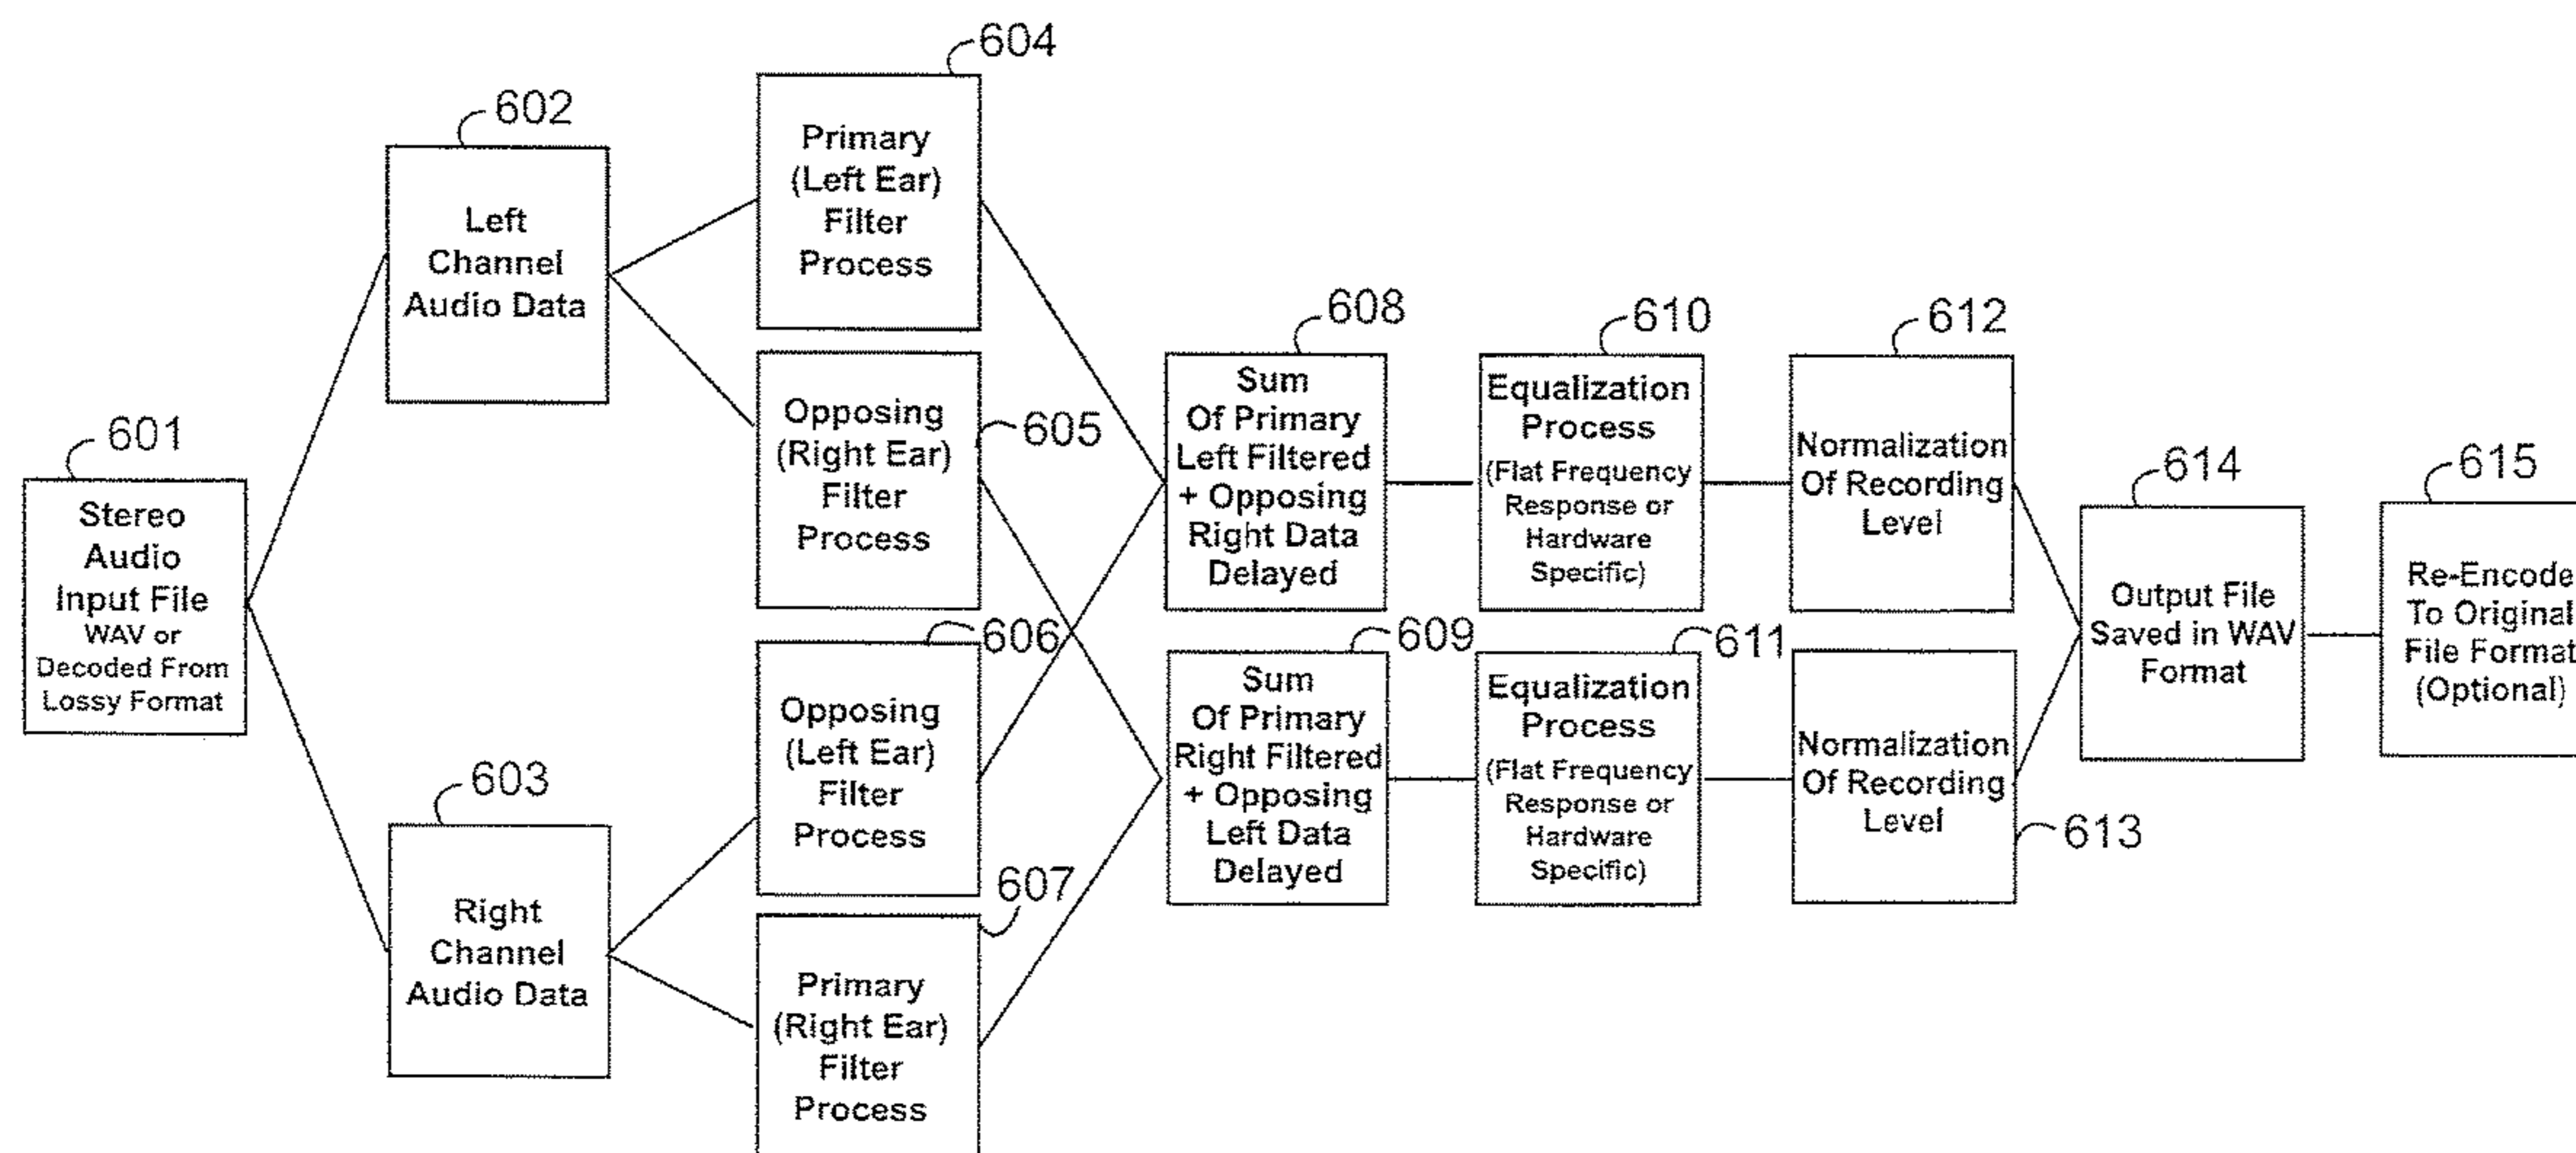 601
Stereo
Audio
Input File
WAV or
Decoded From
Lossy Format
602
Left
Channel
Audio Data
603
Right
Channel
Audio Data
604
Primary
(Left Ear)
Filter
Process
605
Opposing
(Right Ear)
Filter
Process
606
Opposing
(Left Ear)
Filter
Process
607
Primary
(Right Ear)
Filter
Process
608
Sum
Of Primary
Left Filtered
+ Opposing
Right Data
Delayed
609
Sum
Of Primary
Right Filtered
+ Opposing
Left Data
Delayed
610
Equalization
Process
(Flat Frequency
Response or
Hardware
Specific)
611
Equalization
Process
(Flat Frequency
Response or
Hardware
Specific)
612
Normalization
Of Recording
Level
613
Normalization
Of Recording
Level
614
Output File
Saved in WAV
Format
615
Re-Encode
To Original
File Format
(Optional)